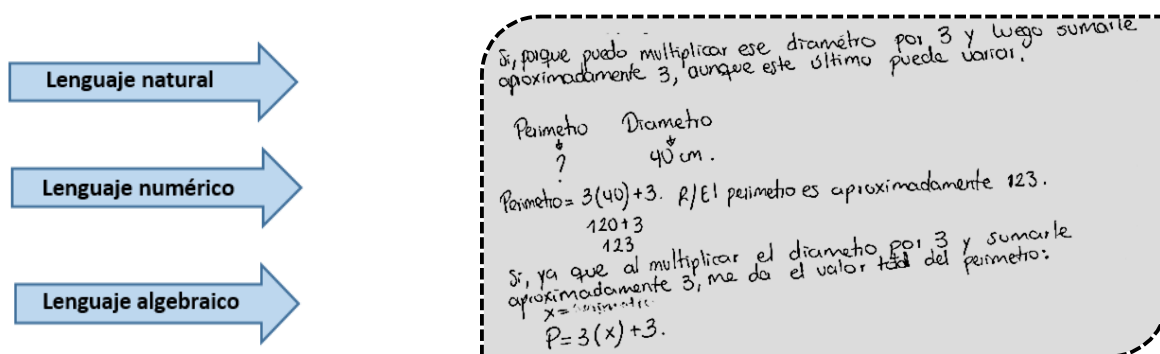 Lenguaje natural
Lenguaje numérico
Lenguaje algebraico
Si, porque puedo multiplicar ese diamétro por 3 y luego sumarle
aproximadamente 3, aunque este último puede variar.
Perimetro Diametro
? 40 cm.
Perimetro = 3(40)+3. R/El perimetro es aproximadamente 123.
120+3
123
Si, ya que al multiplicar el diametro por 3 y sumarle
aproximadamente 3, me da el valor del perimetro:
x=
P=3(x)+3.